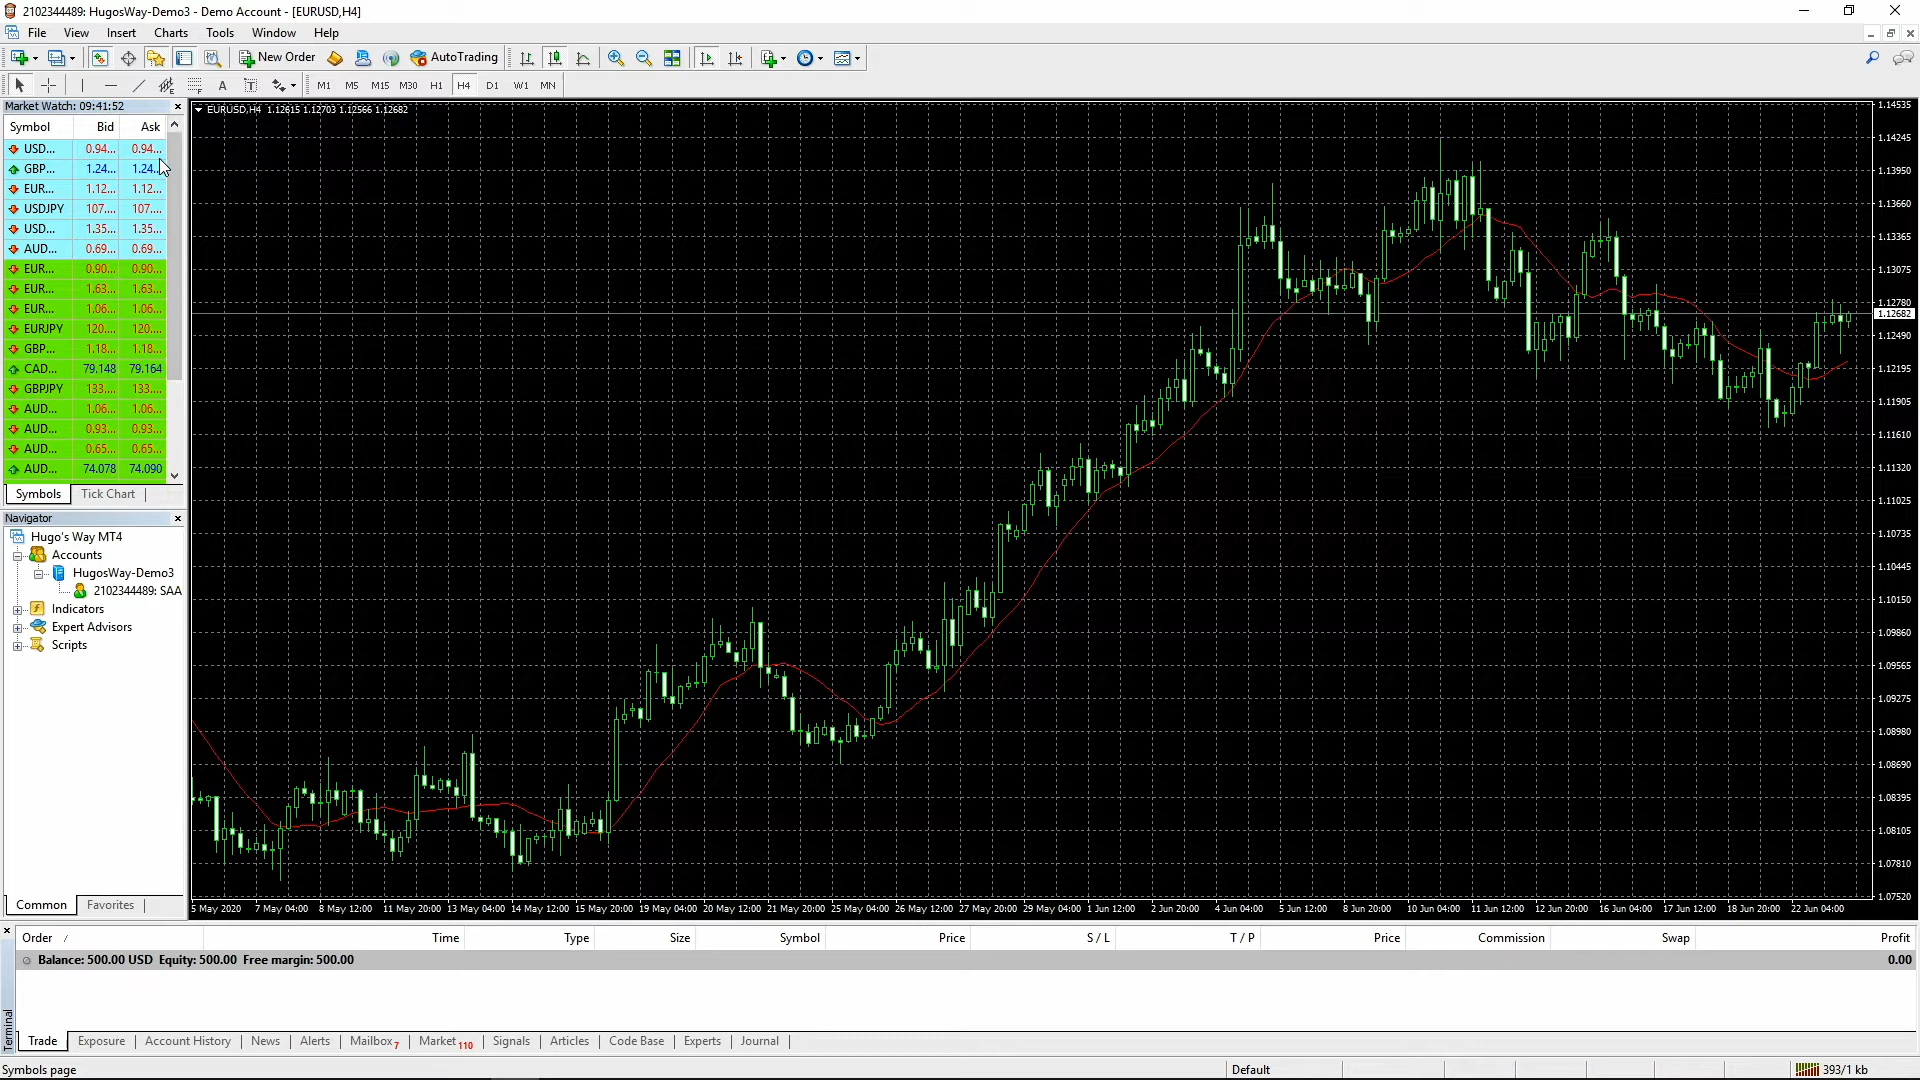 2102344489: HugosWay-Demo3 - Demo Account - [EURUSD,H4]
File View Insert Charts Tools Window Help
New Order AutoTrading
A T M1 M5 M15 M30 H1 H4 D1 W1 MN
Market Watch: 09:41:52
Symbol Bid Ask
USD... 0.94... 0.94...
GBP... 1.24... 1.24...
EUR... 1.12... 1.12...
USDJPY 107.... 107....
USD... 1.35... 1.35...
AUD... 0.69... 0.69...
EUR... 0.90... 0.90...
EUR... 1.63... 1.63...
EUR... 1.06... 1.06...
EURJPY 120.... 120....
GBP... 1.18... 1.18...
CAD... 79.148 79.164
GBPJPY 133.... 133....
AUD... 1.06... 1.06...
AUD... 0.93... 0.93...
AUD... 0.65... 0.65...
AUD... 74.078 74.090
Symbols Tick Chart
Navigator
Hugo's Way MT4
Accounts
HugosWay-Demo3
2102344489: SAA
Indicators
Expert Advisors
Scripts
Common Favorites
EURUSD,H4 1.12615 1.12703 1.12566 1.12682
1.14535
1.14245
1.13950
1.13660
1.13365
1.13075
1.12780
1.12682
1.12490
1.12195
1.11905
1.11610
1.11320
1.11025
1.10735
1.10445
1.10150
1.09860
1.09565
1.09275
1.08980
1.08690
1.08395
1.08105
1.07810
1.07520
5 May 2020 7 May 04:00 8 May 12:00 11 May 20:00 13 May 04:00 14 May 12:00 15 May 20:00 19 May 04:00 20 May 12:00 21 May 20:00 25 May 04:00 26 May 12:00 27 May 20:00 29 May 04:00 1 Jun 12:00 2 Jun 20:00 4 Jun 04:00 5 Jun 12:00 8 Jun 20:00 10 Jun 04:00 11 Jun 12:00 12 Jun 20:00 16 Jun 04:00 17 Jun 12:00 18 Jun 20:00 22 Jun 04:00
Order / Time Type Size Symbol Price S / L T / P Price Commission Swap Profit
Balance: 500.00 USD Equity: 500.00 Free margin: 500.00 0.00
Terminal
Trade Exposure Account History News Alerts Mailbox 7 Market 110 Signals Articles Code Base Experts Journal
Symbols page Default 393/1 kb